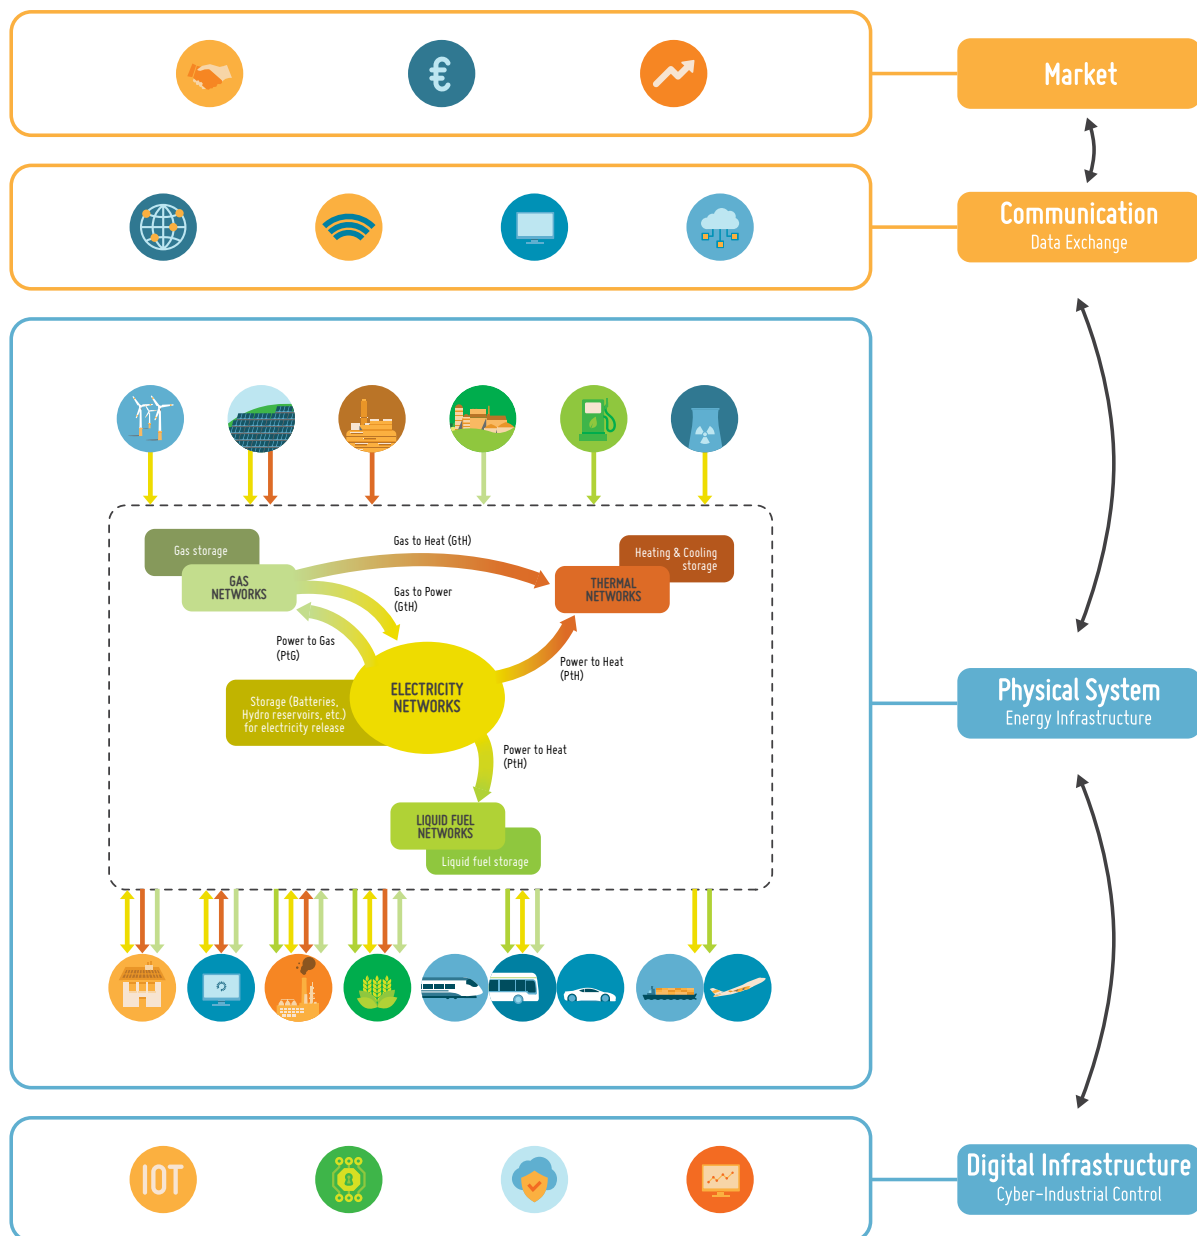 €
Market
Communication
Data Exchange
Gas storage
GAS
NETWORKS
Gas to Heat (GtH)
Heating & Cooling
storage
THERMAL
NETWORKS
Gas to Power
(GtH)
Power to Gas
(PtG)
Power to Heat
(PtH)
ELECTRICITY
NETWORKS
Storage (Batteries,
Hydro reservoirs, etc.)
for electricity release
Power to Heat
(PtH)
LIQUID FUEL
NETWORKS
Liquid fuel storage
Physical System
Energy Infrastructure
IOT
Digital Infrastructure
Cyber-Industrial Control